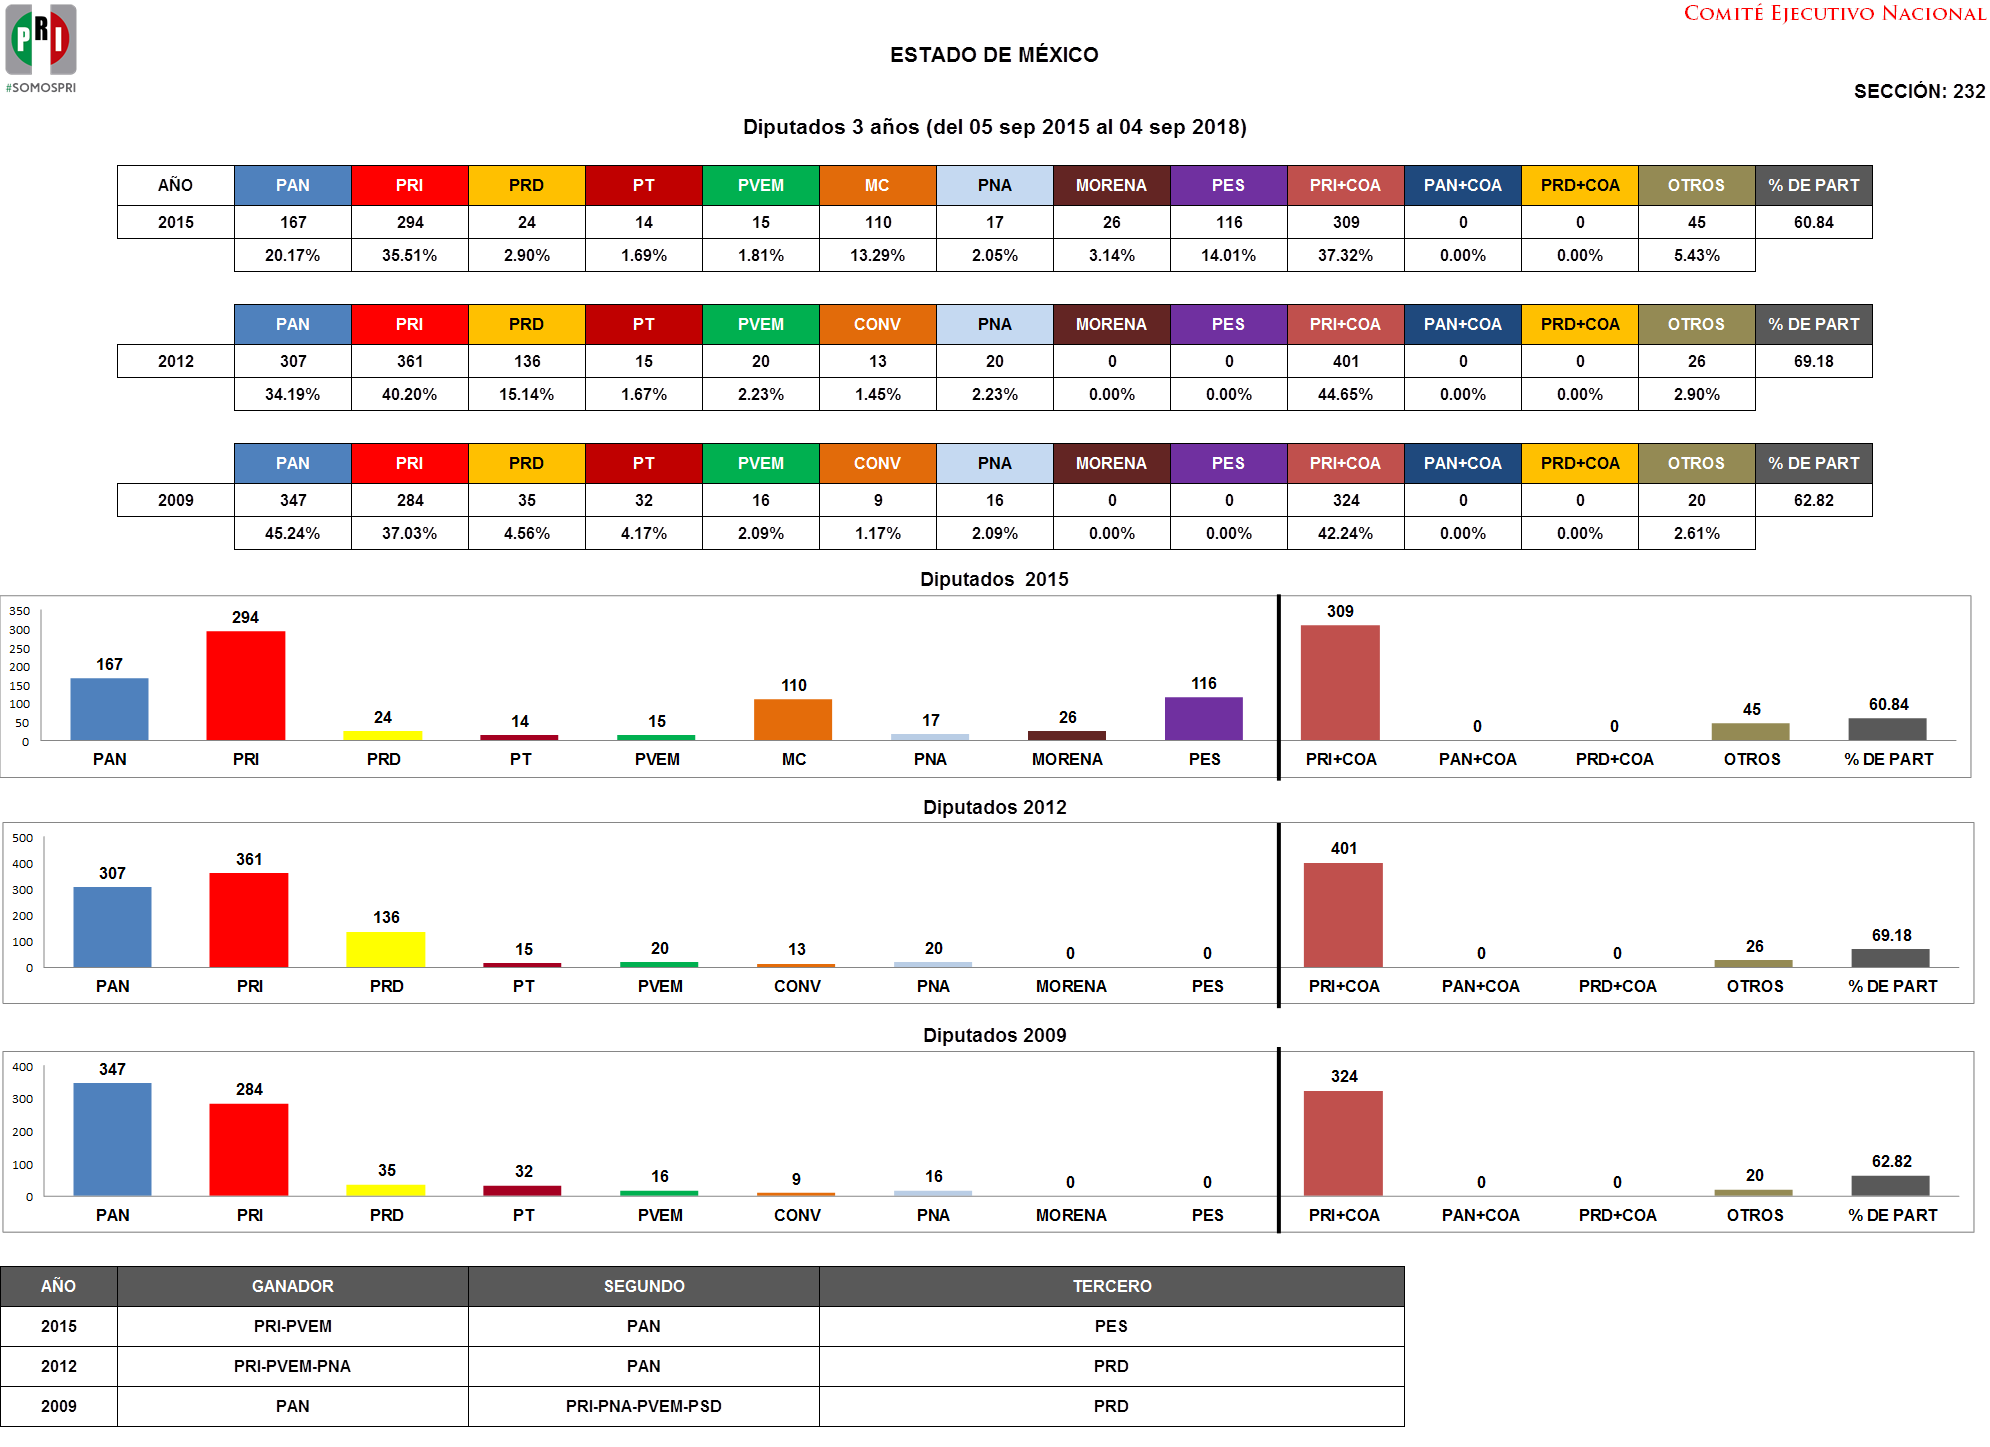 PRI
#SOMOSPRI
COMITÉ EJECUTIVO NACIONAL
ESTADO DE MÉXICO
SECCIÓN: 232
Diputados 3 años (del 05 sep 2015 al 04 sep 2018)
AÑO PAN PRI PRD PT PVEM MC PNA MORENA PES PRI+COA PAN+COA PRD+COA OTROS % DE PART
2015 167 294 24 14 15 110 17 26 116 309 0 0 45 60.84
20.17% 35.51% 2.90% 1.69% 1.81% 13.29% 2.05% 3.14% 14.01% 37.32% 0.00% 0.00% 5.43%
PAN PRI PRD PT PVEM CONV PNA MORENA PES PRI+COA PAN+COA PRD+COA OTROS % DE PART
2012 307 361 136 15 20 13 20 0 0 401 0 0 26 69.18
34.19% 40.20% 15.14% 1.67% 2.23% 1.45% 2.23% 0.00% 0.00% 44.65% 0.00% 0.00% 2.90%
PAN PRI PRD PT PVEM CONV PNA MORENA PES PRI+COA PAN+COA PRD+COA OTROS % DE PART
2009 347 284 35 32 16 9 16 0 0 324 0 0 20 62.82
45.24% 37.03% 4.56% 4.17% 2.09% 1.17% 2.09% 0.00% 0.00% 42.24% 0.00% 0.00% 2.61%
Diputados 2015
350
300
250
200
150
100
50
0
167 294 24 14 15 110 17 26 116 309 0 0 45 60.84
PAN PRI PRD PT PVEM MC PNA MORENA PES PRI+COA PAN+COA PRD+COA OTROS % DE PART
Diputados 2012
500
400
300
200
100
0
307 361 136 15 20 13 20 0 0 401 0 0 26 69.18
PAN PRI PRD PT PVEM CONV PNA MORENA PES PRI+COA PAN+COA PRD+COA OTROS % DE PART
Diputados 2009
400
300
200
100
0
347 284 35 32 16 9 16 0 0 324 0 0 20 62.82
PAN PRI PRD PT PVEM CONV PNA MORENA PES PRI+COA PAN+COA PRD+COA OTROS % DE PART
AÑO GANADOR SEGUNDO TERCERO
2015 PRI-PVEM PAN PES
2012 PRI-PVEM-PNA PAN PRD
2009 PAN PRI-PNA-PVEM-PSD PRD